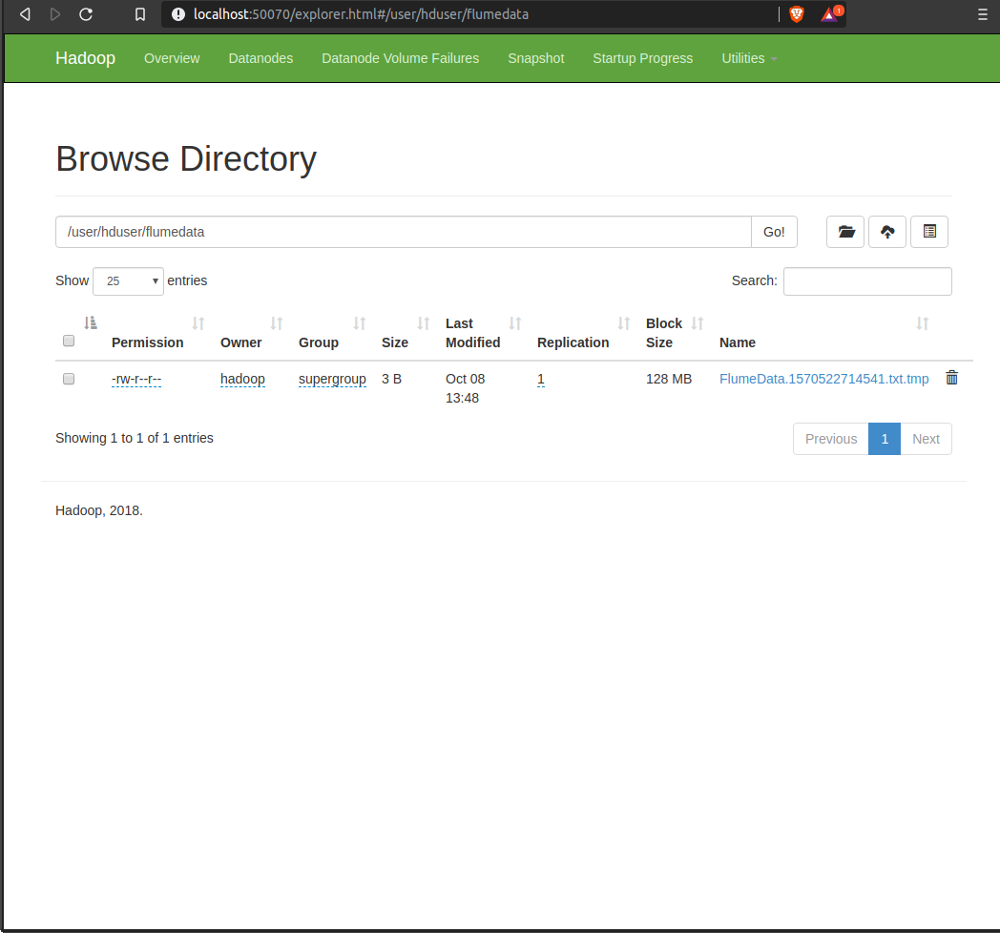 localhost:50070/explorer.html#/user/hduser/flumedata 1
Hadoop Overview Datanodes Datanode Volume Failures Snapshot Startup Progress Utilities
Browse Directory
/user/hduser/flumedata Go!
Show 25 entries Search:
Permission Owner Group Size Last Modified Replication Block Size Name
-rw-r--r-- hadoop supergroup 3 B Oct 08 13:48 1 128 MB FlumeData.1570522714541.txt.tmp
Showing 1 to 1 of 1 entries Previous 1 Next
Hadoop, 2018.